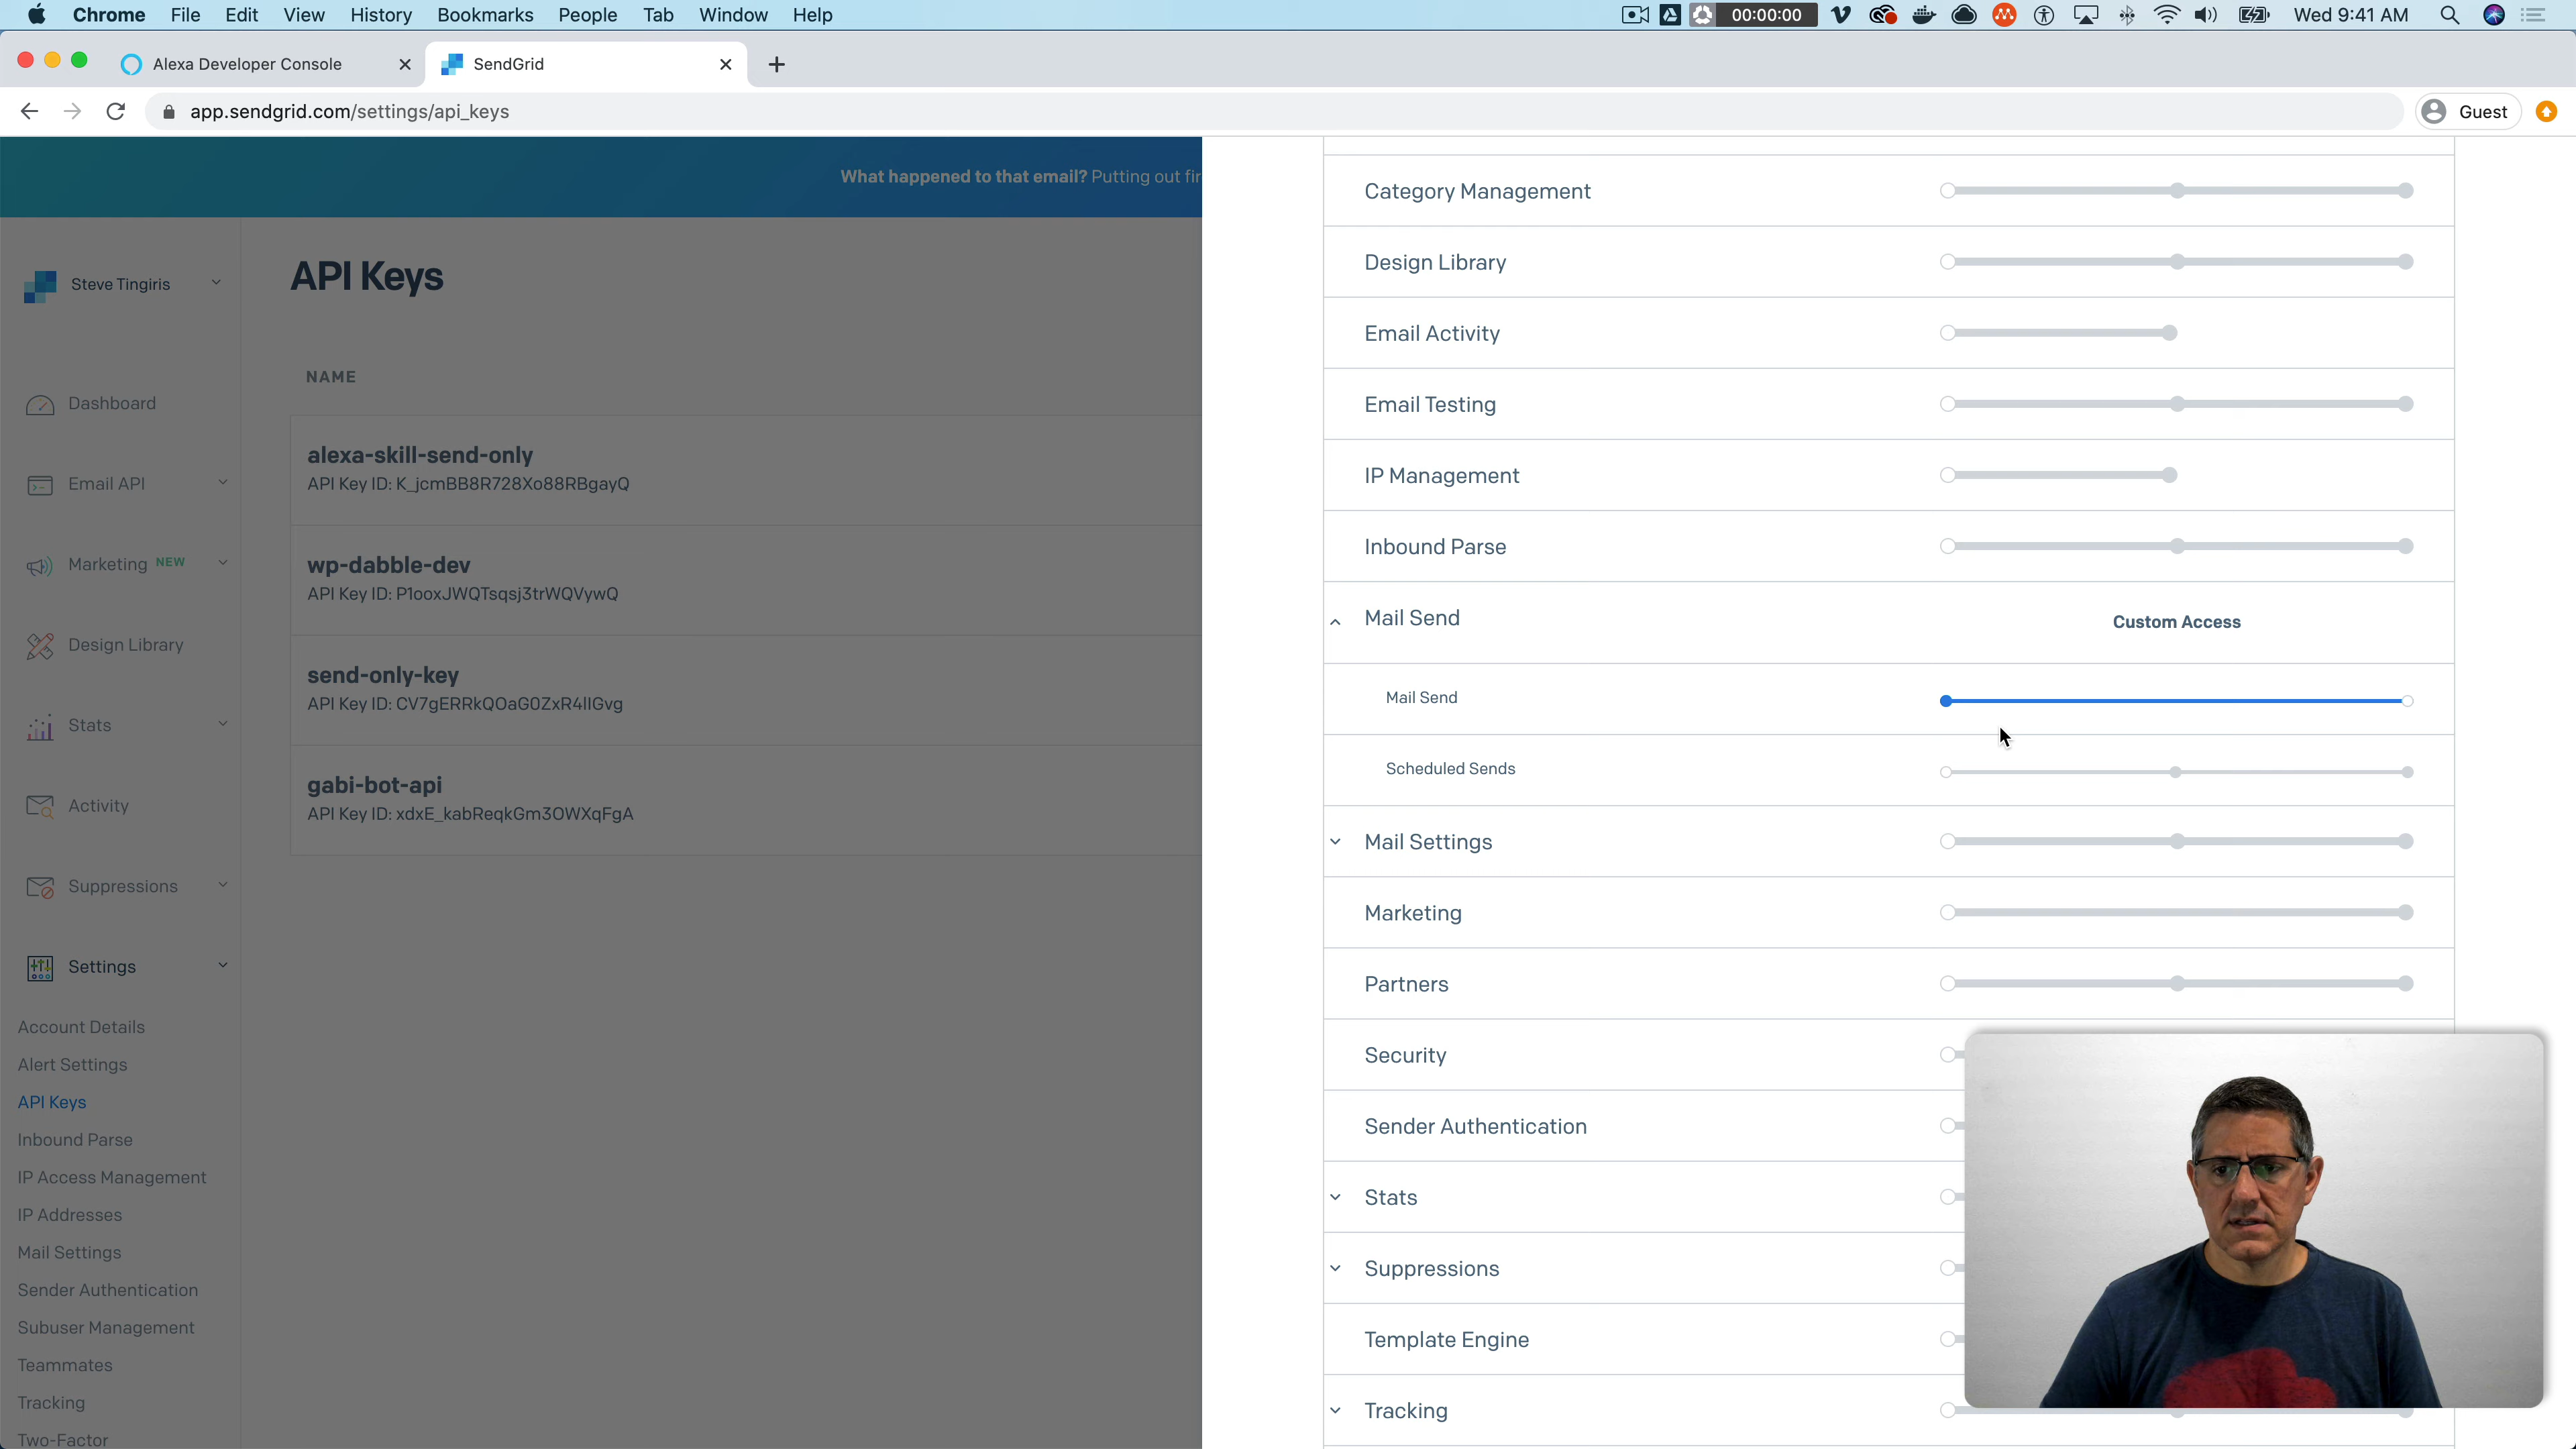 Chrome File Edit View History Bookmarks People Tab Window Help
00:00:00
Wed 9:41 AM
Alexa Developer Console
SendGrid
app.sendgrid.com/settings/api_keys
Guest
What happened to that email? Putting out fir
Steve Tingiris
Dashboard
Email API
Marketing NEW
Design Library
Stats
Activity
Suppressions
Settings
Account Details
Alert Settings
API Keys
Inbound Parse
IP Access Management
IP Addresses
Mail Settings
Sender Authentication
Subuser Management
Teammates
Tracking
Two-Factor
API Keys
NAME
alexa-skill-send-only
API Key ID: K_jcmBB8R728Xo88RBgayQ
wp-dabble-dev
API Key ID: P1ooxJWQTsqsj3trWQVywQ
send-only-key
API Key ID: CV7gERRkQOaG0ZxR4lIGvg
gabi-bot-api
API Key ID: xdxE_kabReqkGm3OWXqFgA
Category Management
Design Library
Email Activity
Email Testing
IP Management
Inbound Parse
Mail Send
Custom Access
Mail Send
Scheduled Sends
Mail Settings
Marketing
Partners
Security
Sender Authentication
Stats
Suppressions
Template Engine
Tracking